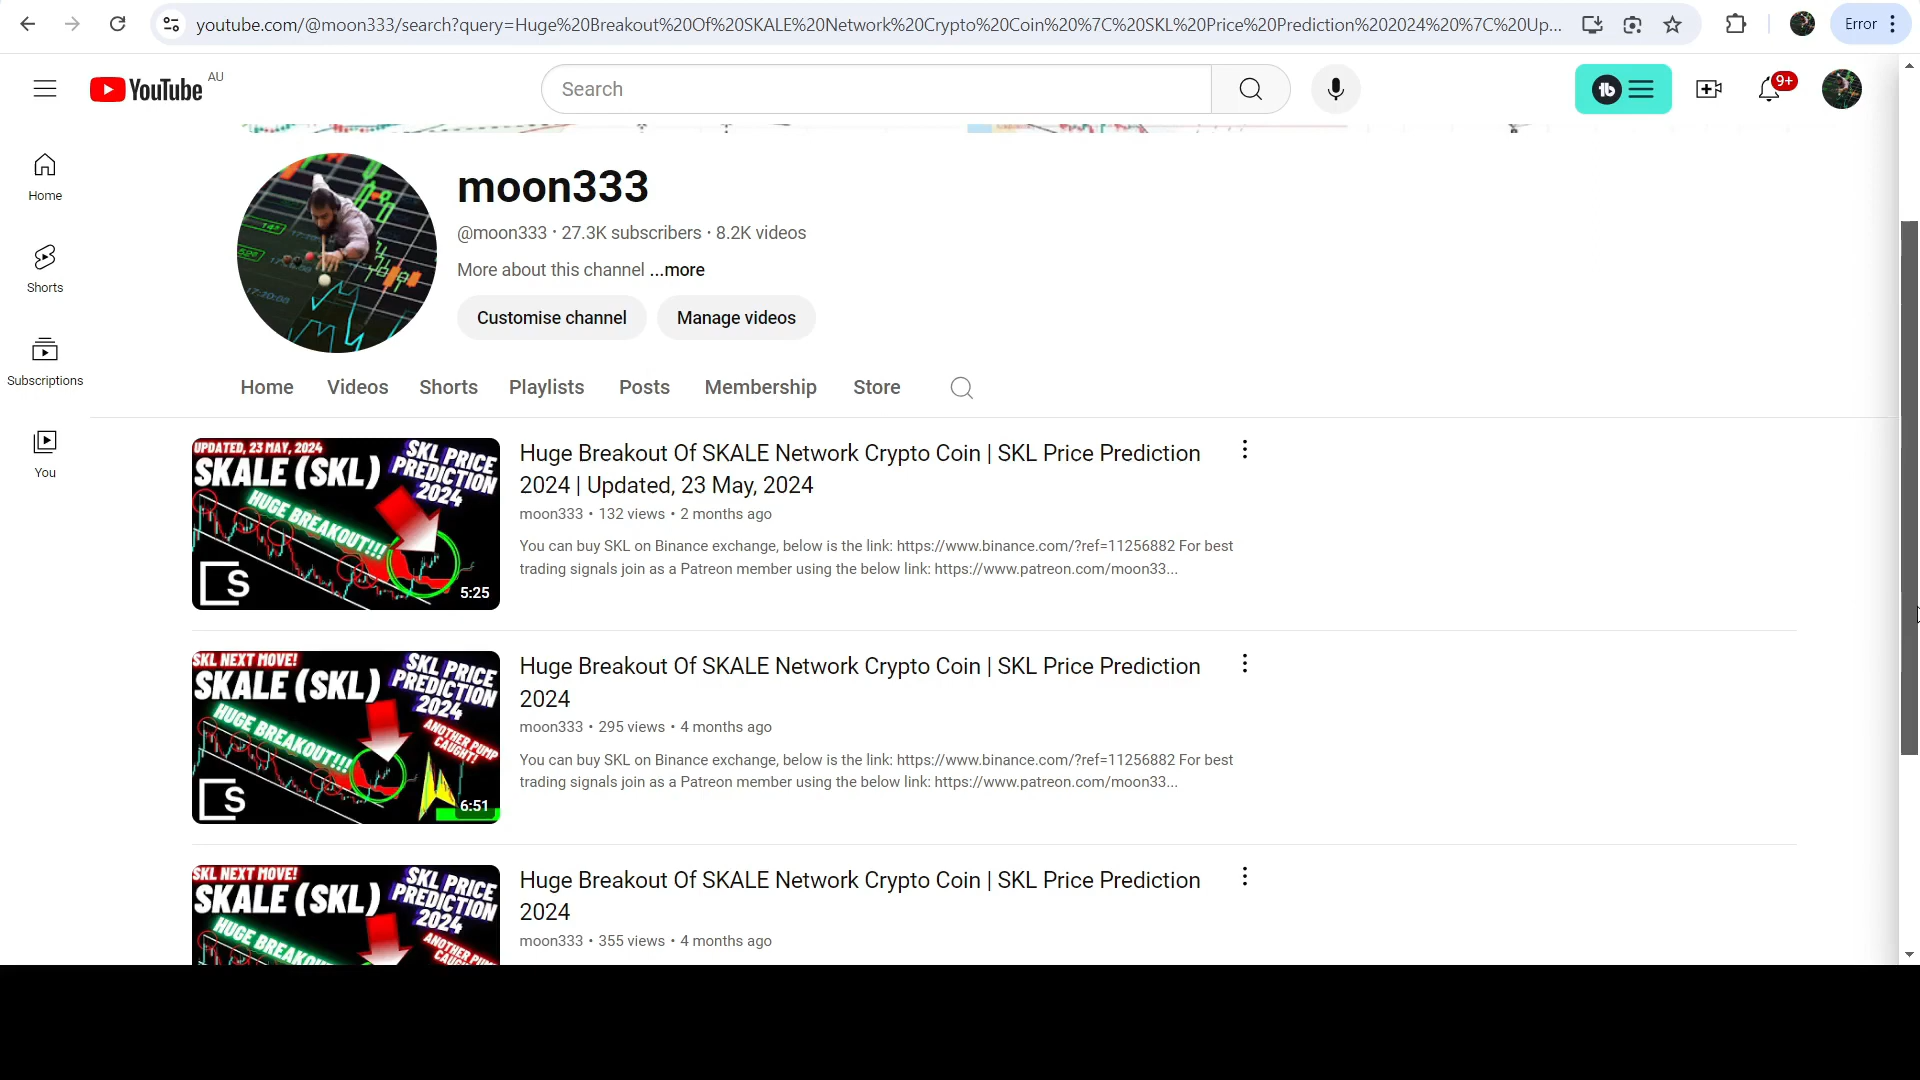 youtube.com/@moon333/search?query=Huge%20Breakout%20Of%20SKALE%20Network%20Crypto%20Coin%20%7C%20SKL%20Price%20Prediction%202024%20%7C%20Up...
Error
YouTube AU
Search
9+
Home
Shorts
Subscriptions
You
moon333
@moon333 · 27.3K subscribers · 8.2K videos
More about this channel ...more
Customise channel
Manage videos
Home
Videos
Shorts
Playlists
Posts
Membership
Store
UPDATED, 23 MAY, 2024
SKALE (SKL)
SKL PRICE
PREDICTION
2024
HUGE BREAKOUT!!!
S
5:25
Huge Breakout Of SKALE Network Crypto Coin | SKL Price Prediction
2024 | Updated, 23 May, 2024
moon333 • 132 views • 2 months ago
You can buy SKL on Binance exchange, below is the link: https://www.binance.com/?ref=11256882 For best
trading signals join as a Patreon member using the below link: https://www.patreon.com/moon33...
SKL NEXT MOVE!
SKALE (SKL)
SKL PRICE
PREDICTION
2024
HUGE BREAKOUT!!!
ANOTHER PUMP
CAUGHT!
S
6:51
Huge Breakout Of SKALE Network Crypto Coin | SKL Price Prediction
2024
moon333 • 295 views • 4 months ago
You can buy SKL on Binance exchange, below is the link: https://www.binance.com/?ref=11256882 For best
trading signals join as a Patreon member using the below link: https://www.patreon.com/moon33...
SKL NEXT MOVE!
SKALE (SKL)
SKL PRICE
PREDICTION
2024
HUGE
ANOTHER
Huge Breakout Of SKALE Network Crypto Coin | SKL Price Prediction
2024
moon333 • 355 views • 4 months ago